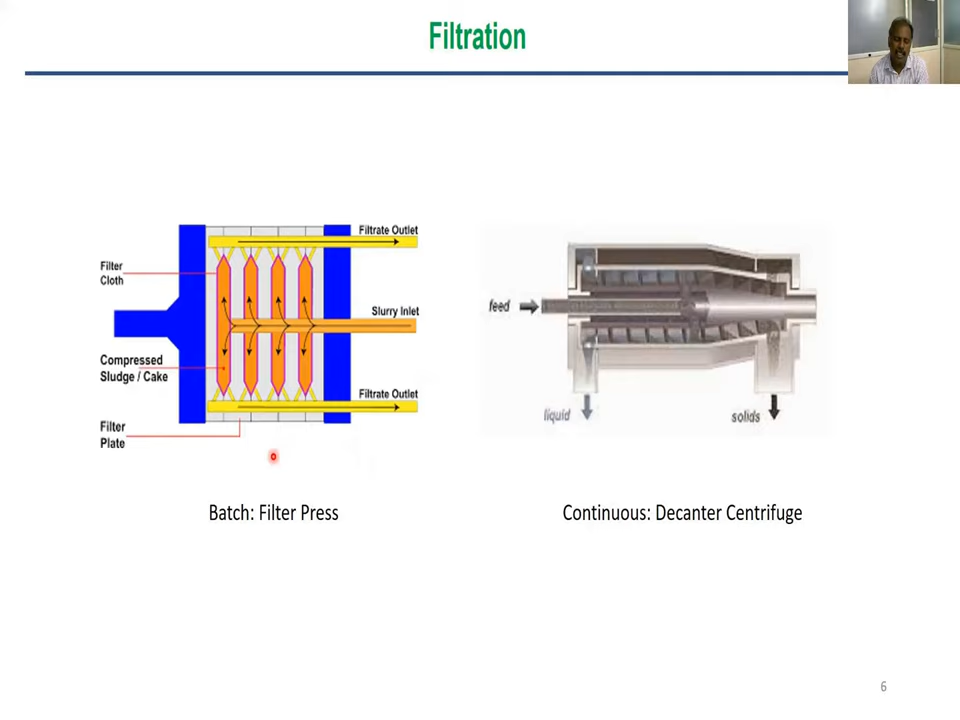 Filtration
Filtrate Outlet
Filter
Cloth
Slurry Inlet
Compressed
Sludge / Cake
Filtrate Outlet
Filter
Plate
feed
liquid
solids
Batch: Filter Press
Continuous: Decanter Centrifuge
6